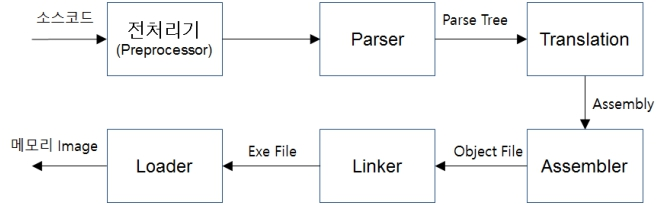 소스코드
전처리기
(Preprocessor)
Parser
Parse Tree
Translation
Assembly
메모리 Image
Loader
Exe File
Linker
Object File
Assembler